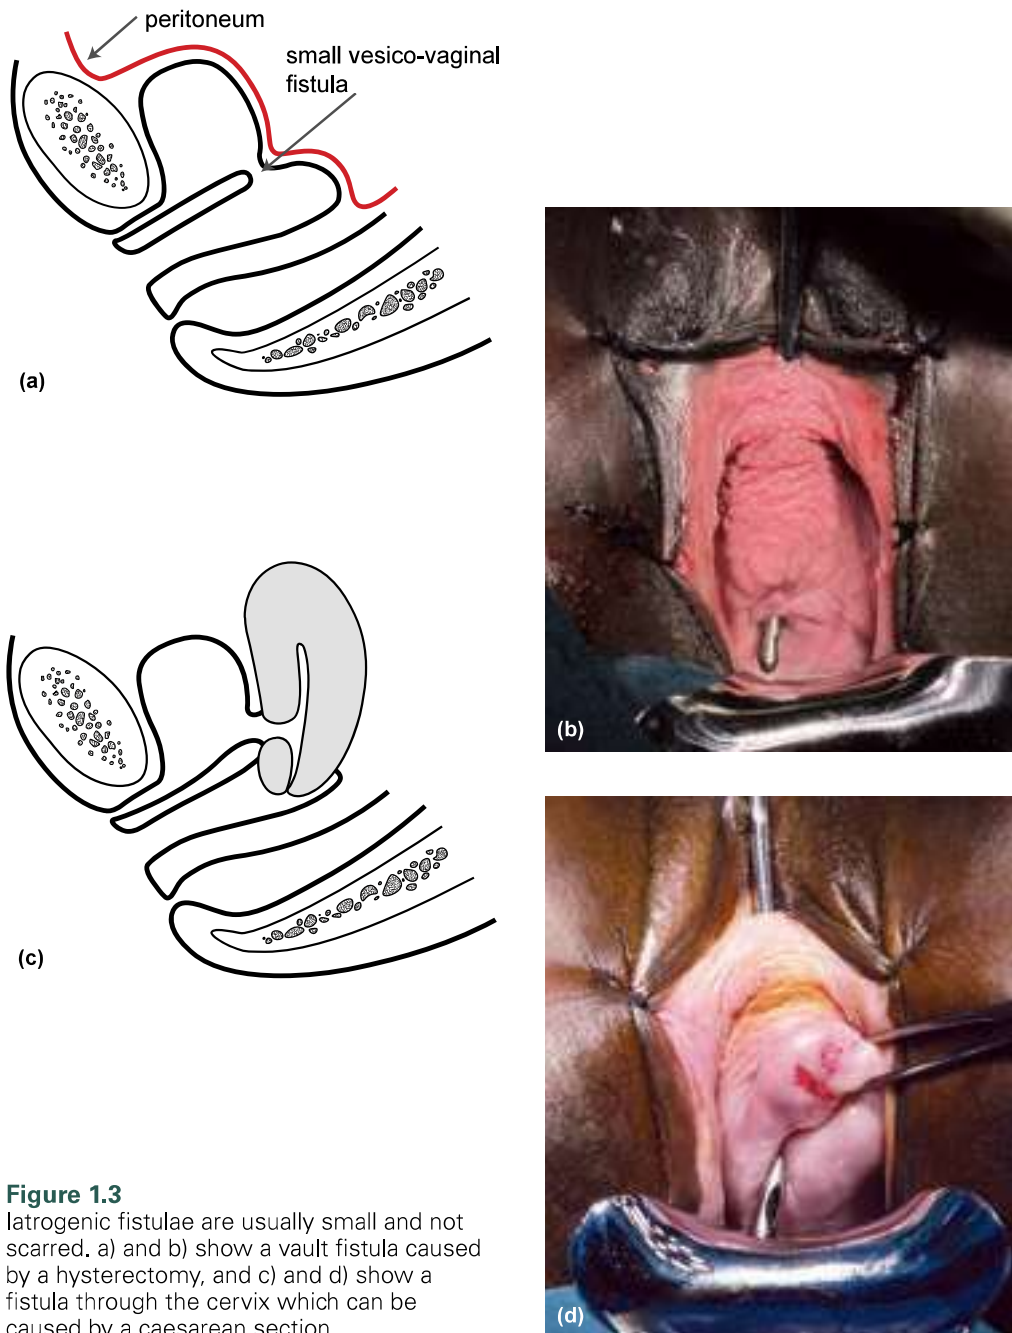 peritoneum
small vesico-vaginal
fistula
(a)
(b)
(c)
(d)
Figure 1.3
Iatrogenic fistulae are usually small and not
scarred. a) and b) show a vault fistula caused
by a hysterectomy, and c) and d) show a
fistula through the cervix which can be
caused by a caesarean section